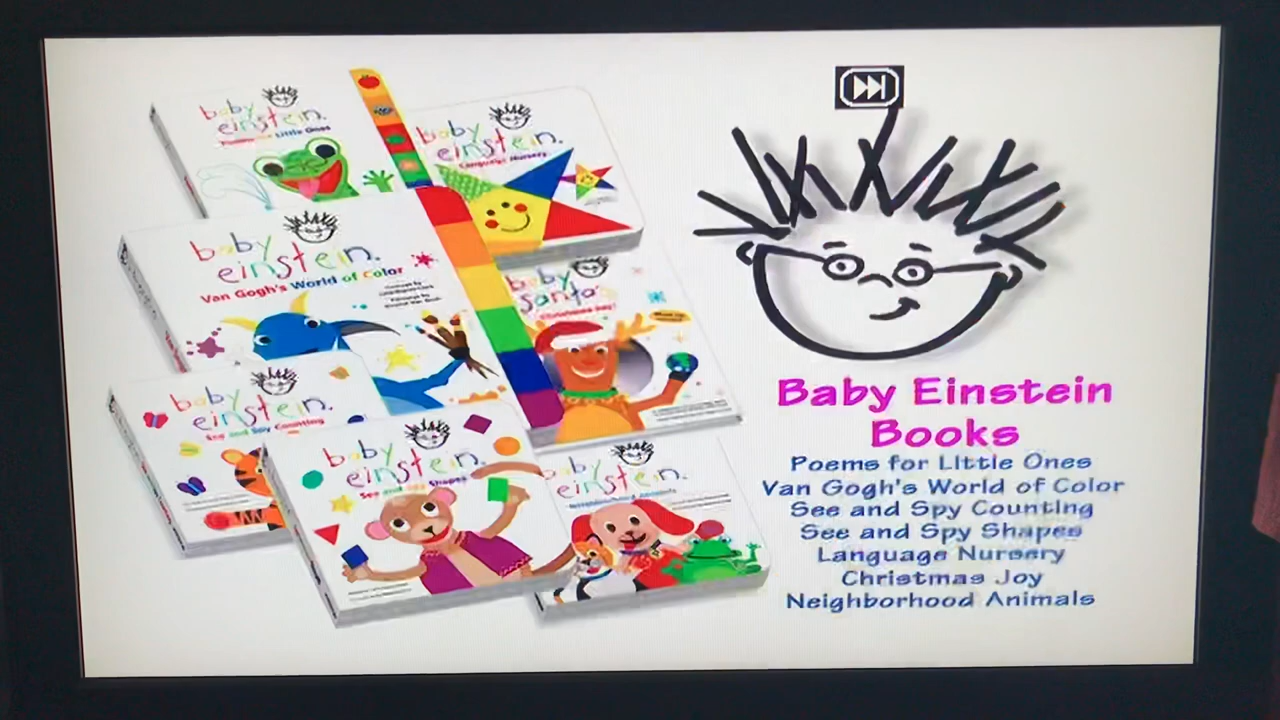 baby
einstein.
Poems for Little Ones
baby
einstein.
Language Nursery
baby
einstein.
Van Gogh's World of Color
baby
santa's
Christmas Joy
baby
einstein.
See and Spy Counting
baby
einstein.
See and Spy Shapes
baby
einstein.
Neighborhood Animals
Baby Einstein
Books
Poems for Little Ones
Van Gogh's World of Color
See and Spy Counting
See and Spy Shapes
Language Nursery
Christmas Joy
Neighborhood Animals